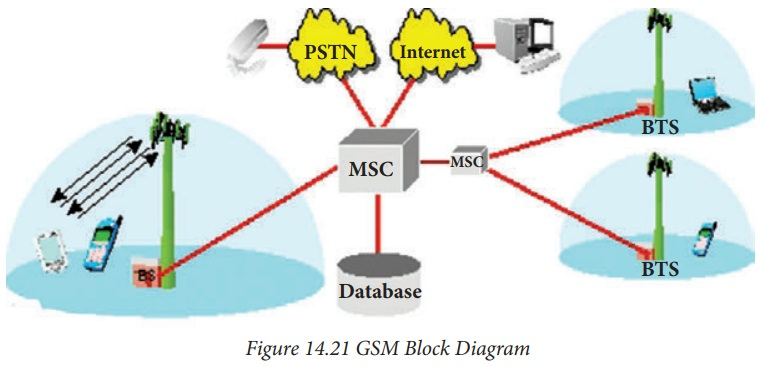 PSTN
Internet
BTS
MSC
MSC
BTS
BS
Database
Figure 14.21 GSM Block Diagram